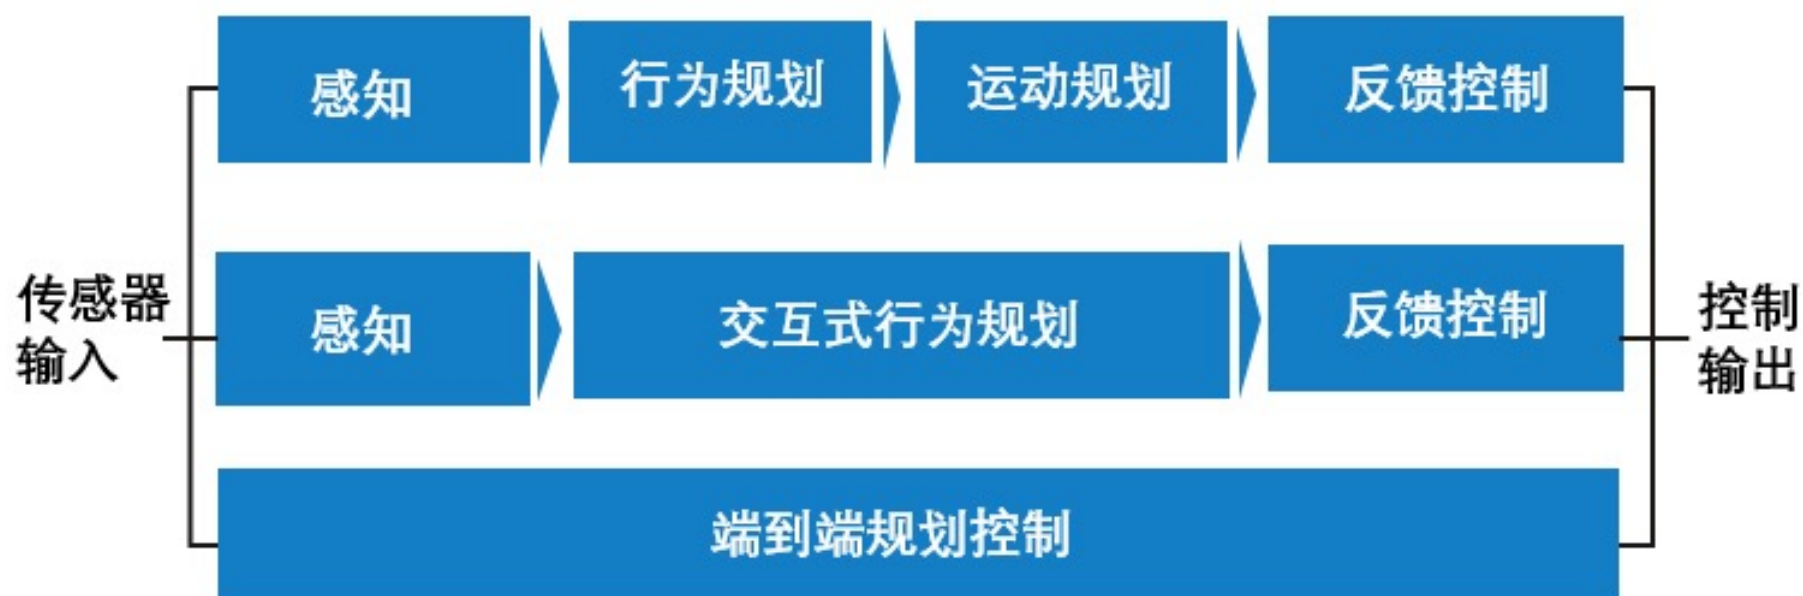 感知
行为规划
运动规划
反馈控制
传感器
输入
感知
交互式行为规划
反馈控制
控制
输出
端到端规划控制